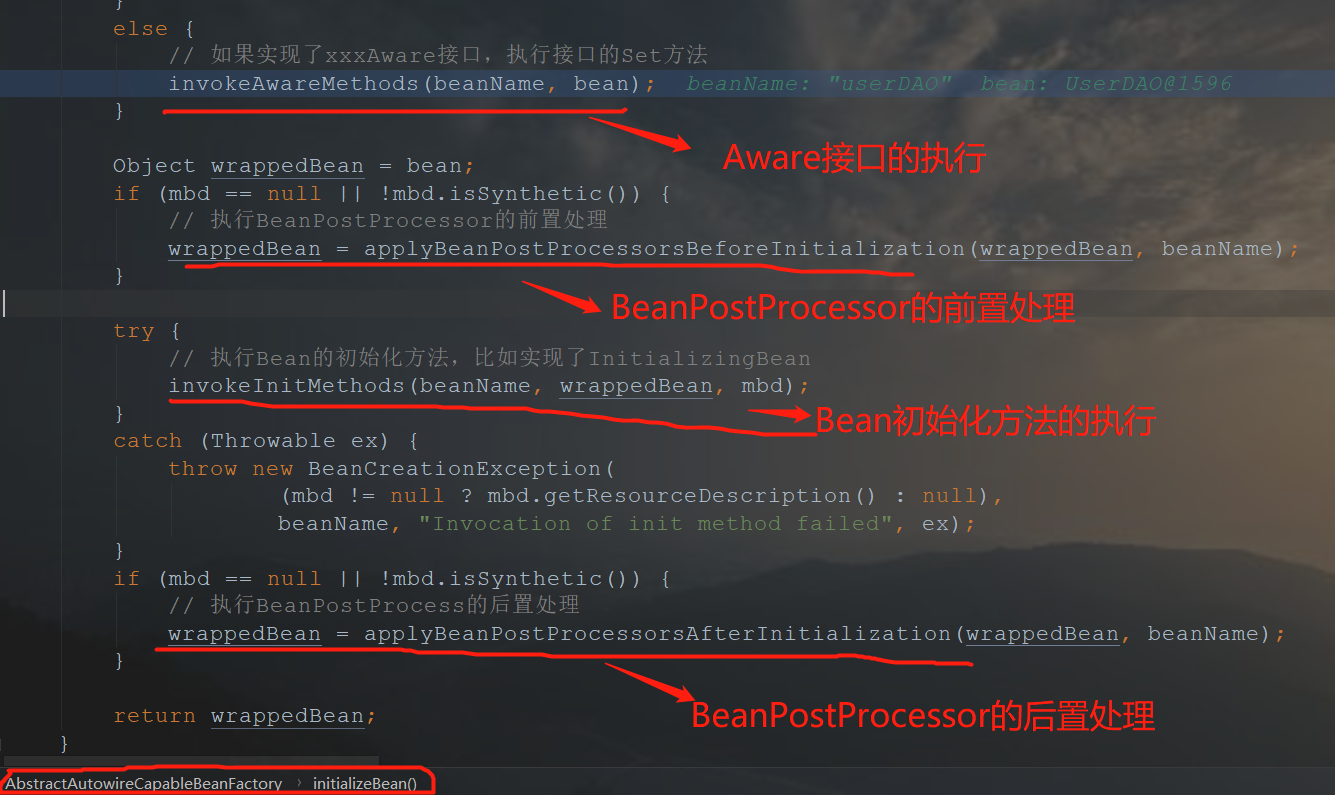 }
else {
// 如果实现了xxxAware接口，执行接口的Set方法
invokeAwareMethods(beanName, bean); beanName: "userDAO" bean: UserDAO@1596
}
Aware接口的执行
Object wrappedBean = bean;
if (mbd == null || !mbd.isSynthetic()) {
// 执行BeanPostProcessor的前置处理
wrappedBean = applyBeanPostProcessorsBeforeInitialization(wrappedBean, beanName);
}
BeanPostProcessor的前置处理
try {
// 执行Bean的初始化方法，比如实现了InitializingBean
invokeInitMethods(beanName, wrappedBean, mbd);
}
Bean初始化方法的执行
catch (Throwable ex) {
throw new BeanCreationException(
(mbd != null ? mbd.getResourceDescription() : null),
beanName, "Invocation of init method failed", ex);
}
if (mbd == null || !mbd.isSynthetic()) {
// 执行BeanPostProcess的后置处理
wrappedBean = applyBeanPostProcessorsAfterInitialization(wrappedBean, beanName);
}
BeanPostProcessor的后置处理
return wrappedBean;
}
AbstractAutowireCapableBeanFactory › initializeBean()